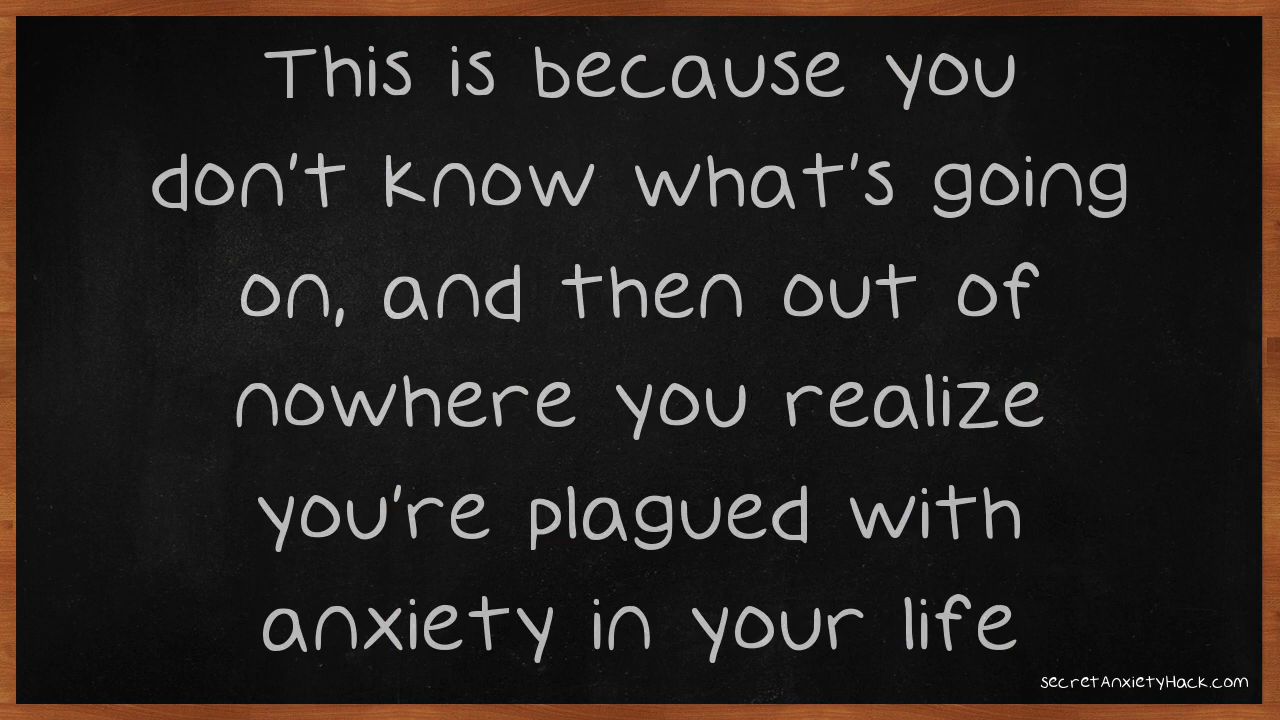 This is because you
don't know what's going
on, and then out of
nowhere you realize
you're plagued with
anxiety in your life
secretAnxietyHack.com